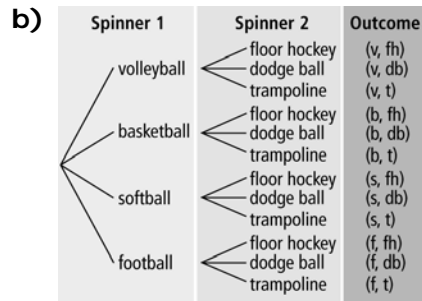 b) Spinner 1 Spinner 2 Outcome
floor hockey (v, fh)
volleyball dodge ball (v, db)
trampoline (v, t)
floor hockey (b, fh)
basketball dodge ball (b, db)
trampoline (b, t)
floor hockey (s, fh)
softball dodge ball (s, db)
trampoline (s, t)
floor hockey (f, fh)
football dodge ball (f, db)
trampoline (f, t)